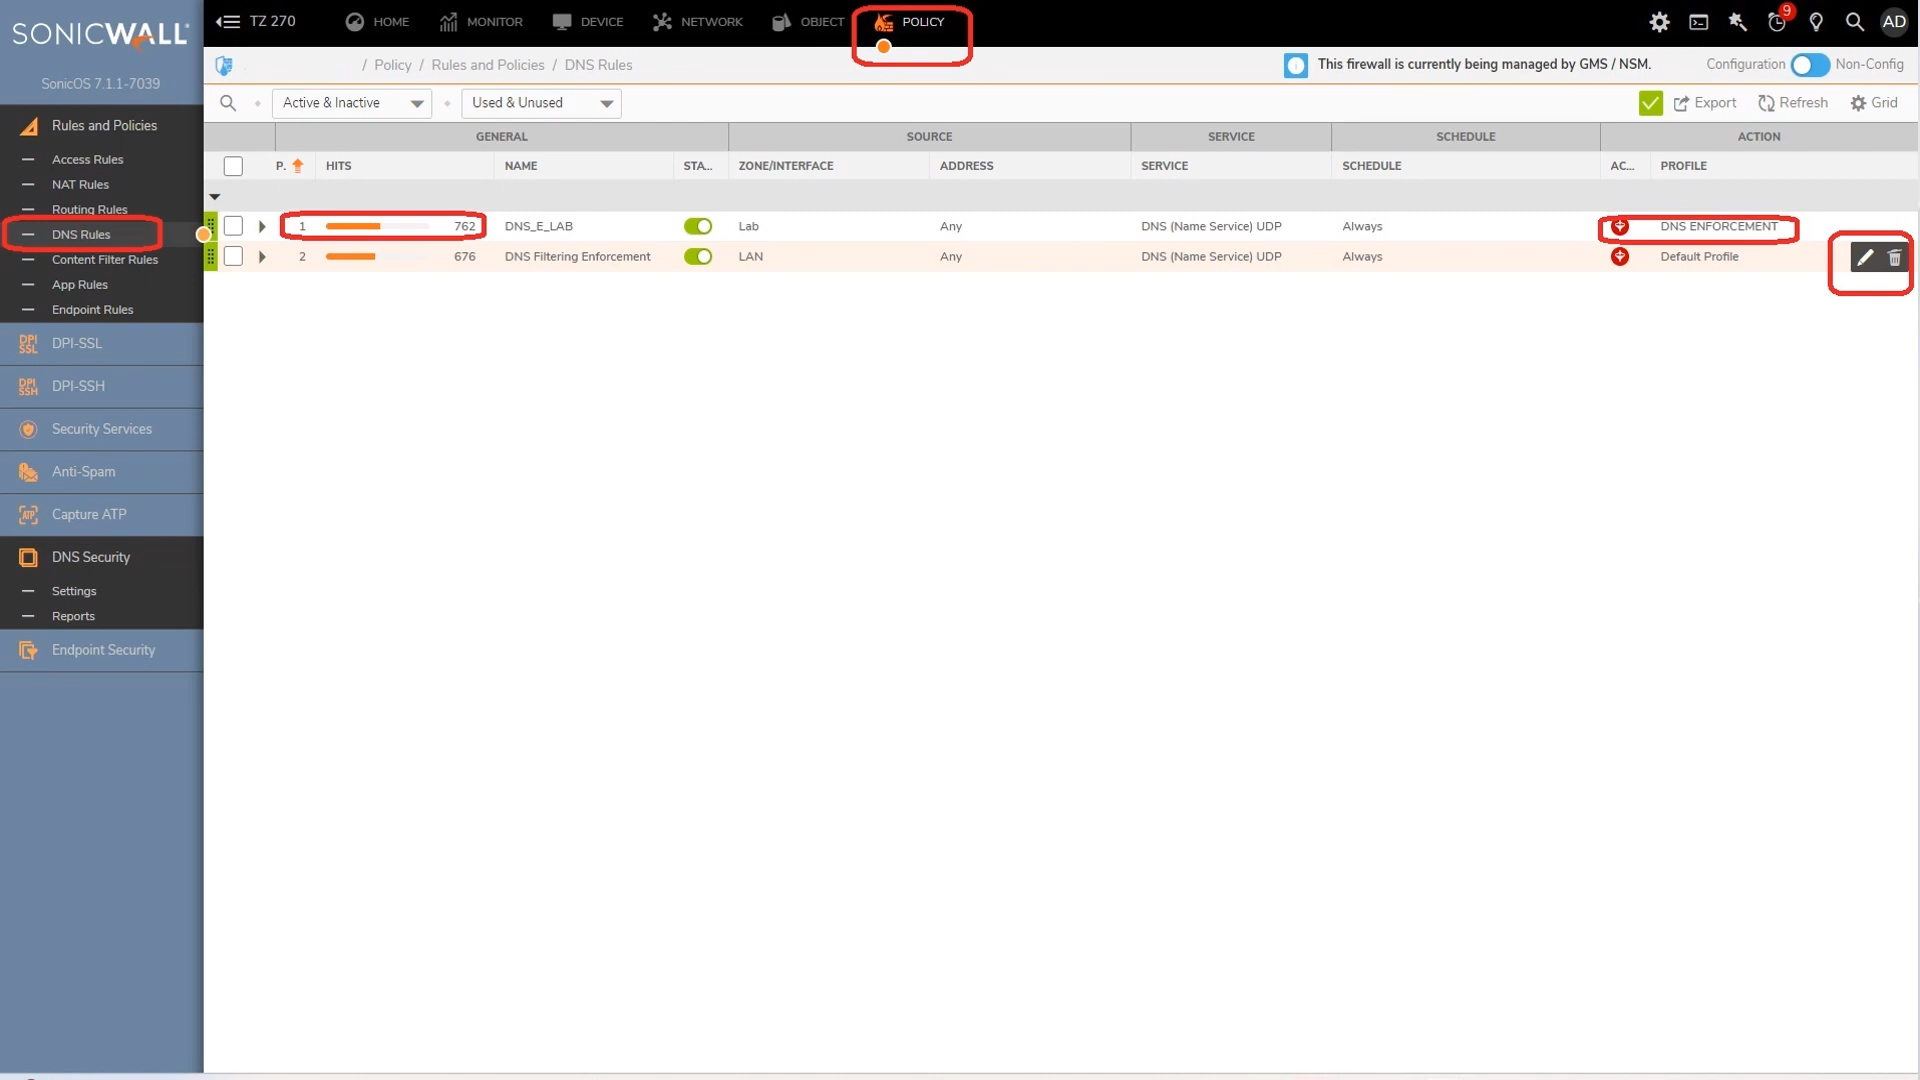 SONICWALL
SonicOS 7.1.1-7039
TZ 270
HOME
MONITOR
DEVICE
NETWORK
OBJECT
POLICY
9
AD
/ Policy / Rules and Policies / DNS Rules
This firewall is currently being managed by GMS / NSM.
Configuration
Non-Config
Active & Inactive
Used & Unused
Export
Refresh
Grid
GENERAL
SOURCE
SERVICE
SCHEDULE
ACTION
P.
HITS
NAME
STA...
ZONE/INTERFACE
ADDRESS
SERVICE
SCHEDULE
AC...
PROFILE
1
762
DNS_E_LAB
Lab
Any
DNS (Name Service) UDP
Always
DNS ENFORCEMENT
2
676
DNS Filtering Enforcement
LAN
Any
DNS (Name Service) UDP
Always
Default Profile
Rules and Policies
Access Rules
NAT Rules
Routing Rules
DNS Rules
Content Filter Rules
App Rules
Endpoint Rules
DPI SSL
DPI-SSL
DPI SSH
DPI-SSH
Security Services
Anti-Spam
ATP
Capture ATP
DNS Security
Settings
Reports
Endpoint Security